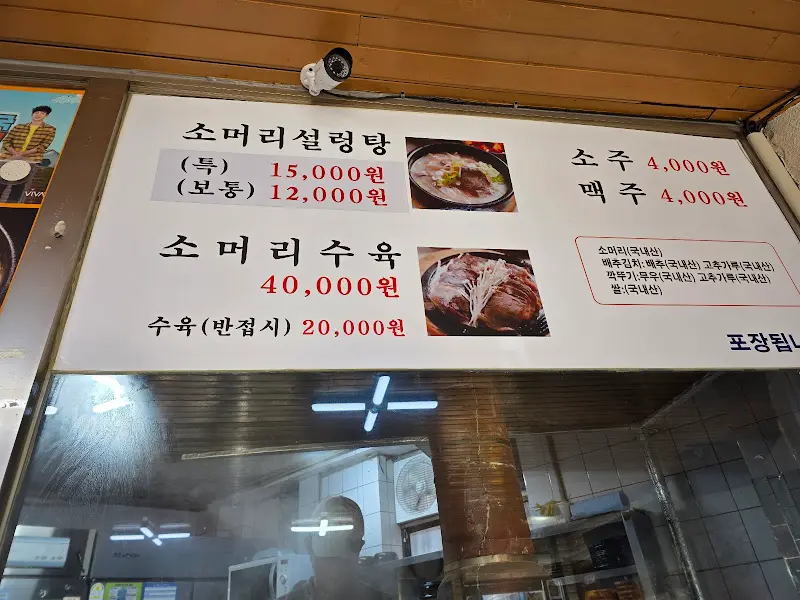 소머리설렁탕
(특) 15,000원
(보통) 12,000원
소머리수육
40,000원
수육(반접시) 20,000원
소주 4,000원
맥주 4,000원
소머리(국내산)
배추김치:배추(국내산) 고추가루(국내산)
깍뚜기:무우(국내산) 고추가루(국내산)
쌀:(국내산)
포장됩니
VIVA